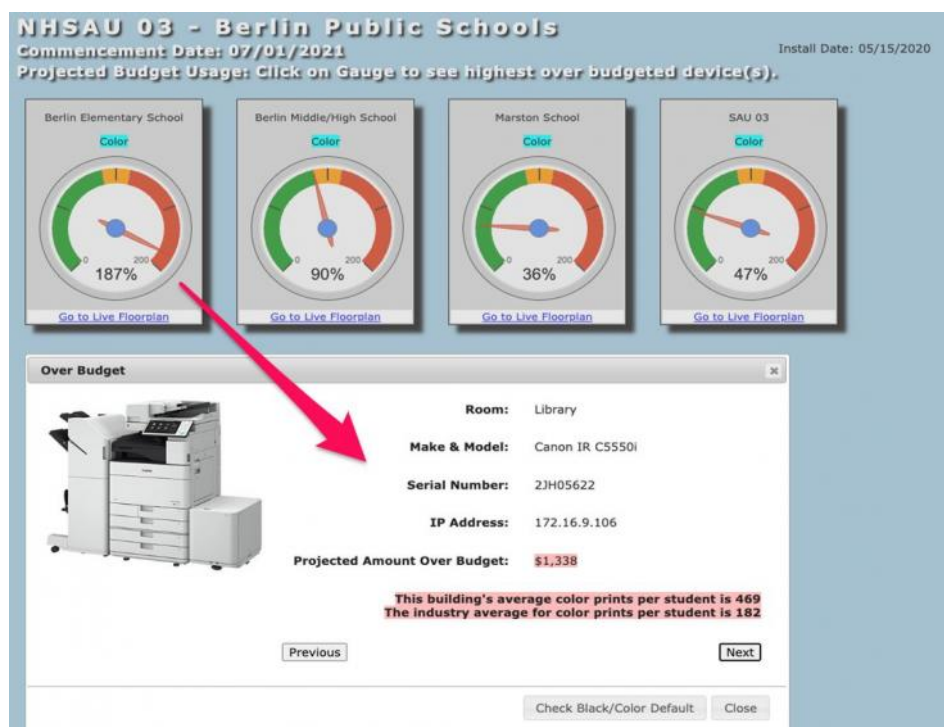 NHSAU 03 - Berlin Public Schools
Commencement Date: 07/01/2021
Install Date: 05/15/2020
Projected Budget Usage: Click on Gauge to see highest over budgeted device(s).
Berlin Elementary School
Color
0 200
187%
Go to Live Floorplan
Berlin Middle/High School
Color
0 200
90%
Go to Live Floorplan
Marston School
Color
0 200
36%
Go to Live Floorplan
SAU 03
Color
0 200
47%
Go to Live Floorplan
Over Budget
Room: Library
Make & Model: Canon IR C5550i
Serial Number: 2JH05622
IP Address: 172.16.9.106
Projected Amount Over Budget: $1,338
This building's average color prints per student is 469
The industry average for color prints per student is 182
Previous Next
Check Black/Color Default Close